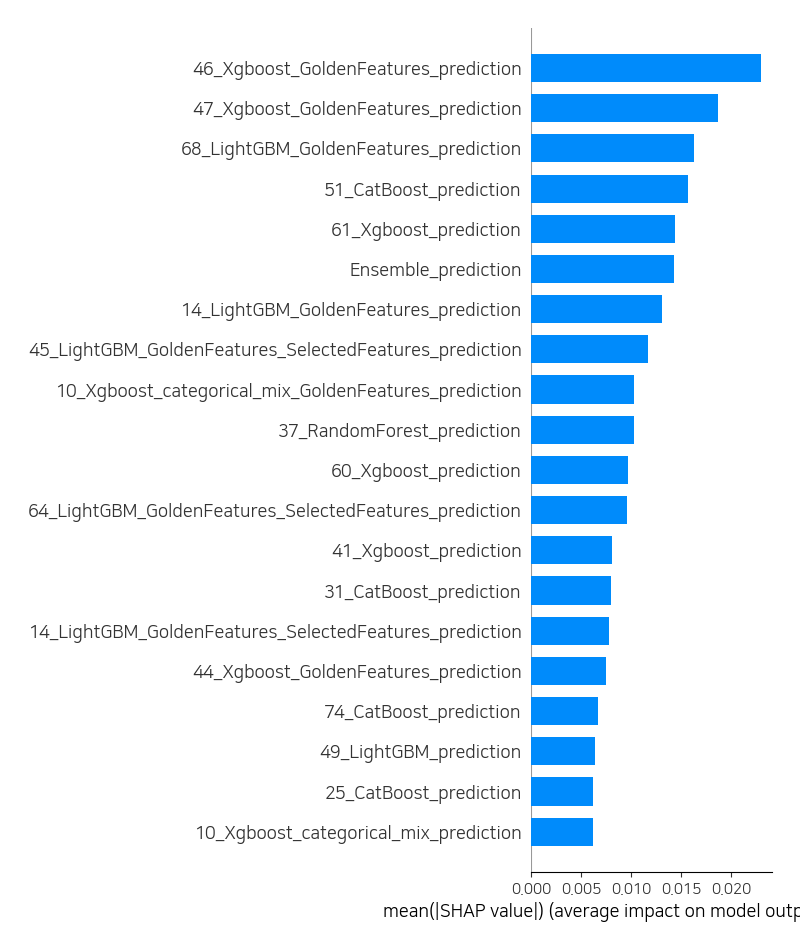 46_Xgboost_GoldenFeatures_prediction
47_Xgboost_GoldenFeatures_prediction
68_LightGBM_GoldenFeatures_prediction
51_CatBoost_prediction
61_Xgboost_prediction
Ensemble_prediction
14_LightGBM_GoldenFeatures_prediction
45_LightGBM_GoldenFeatures_SelectedFeatures_prediction
10_Xgboost_categorical_mix_GoldenFeatures_prediction
37_RandomForest_prediction
60_Xgboost_prediction
64_LightGBM_GoldenFeatures_SelectedFeatures_prediction
41_Xgboost_prediction
31_CatBoost_prediction
14_LightGBM_GoldenFeatures_SelectedFeatures_prediction
44_Xgboost_GoldenFeatures_prediction
74_CatBoost_prediction
49_LightGBM_prediction
25_CatBoost_prediction
10_Xgboost_categorical_mix_prediction
0.000 0.005 0.010 0.015 0.020
mean(|SHAP value|) (average impact on model outp